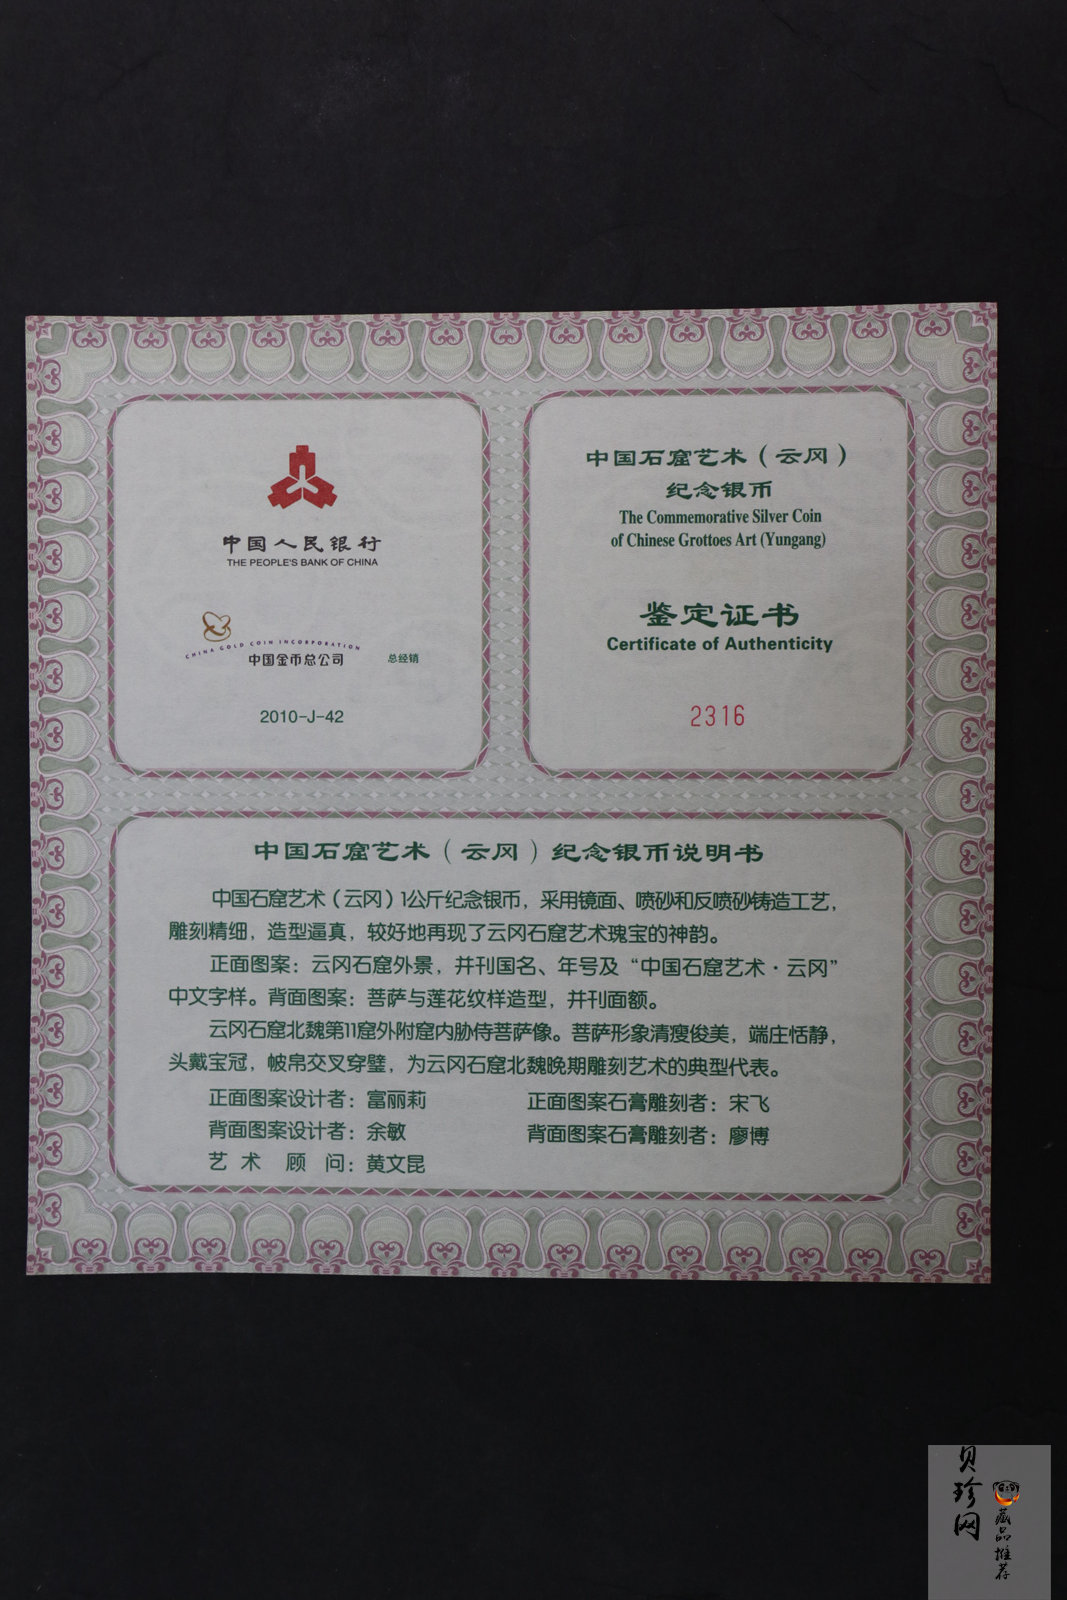 中国人民银行
THE PEOPLE'S BANK OF CHINA
CHINA GOLD COIN INCORPORATION
中国金币总公司 总经销
2010-J-42
中国石窟艺术（云冈）
纪念银币
The Commemorative Silver Coin
of Chinese Grottoes Art (Yungang)
鉴定证书
Certificate of Authenticity
2316
中国石窟艺术（云冈）纪念银币说明书
中国石窟艺术（云冈）1公斤纪念银币，采用镜面、喷砂和反喷砂铸造工艺，
雕刻精细，造型逼真，较好地再现了云冈石窟艺术瑰宝的神韵。
正面图案：云冈石窟外景，并刊国名、年号及“中国石窟艺术·云冈”
中文字样。背面图案：菩萨与莲花纹样造型，并刊面额。
云冈石窟北魏第11窟外附窟内胁侍菩萨像。菩萨形象清瘦俊美，端庄恬静，
头戴宝冠，帔帛交叉穿璧，为云冈石窟北魏晚期雕刻艺术的典型代表。
正面图案设计者：富丽莉 正面图案石膏雕刻者：宋飞
背面图案设计者：余敏 背面图案石膏雕刻者：廖博
艺术顾问：黄文昆
贝珍网
藏品推荐